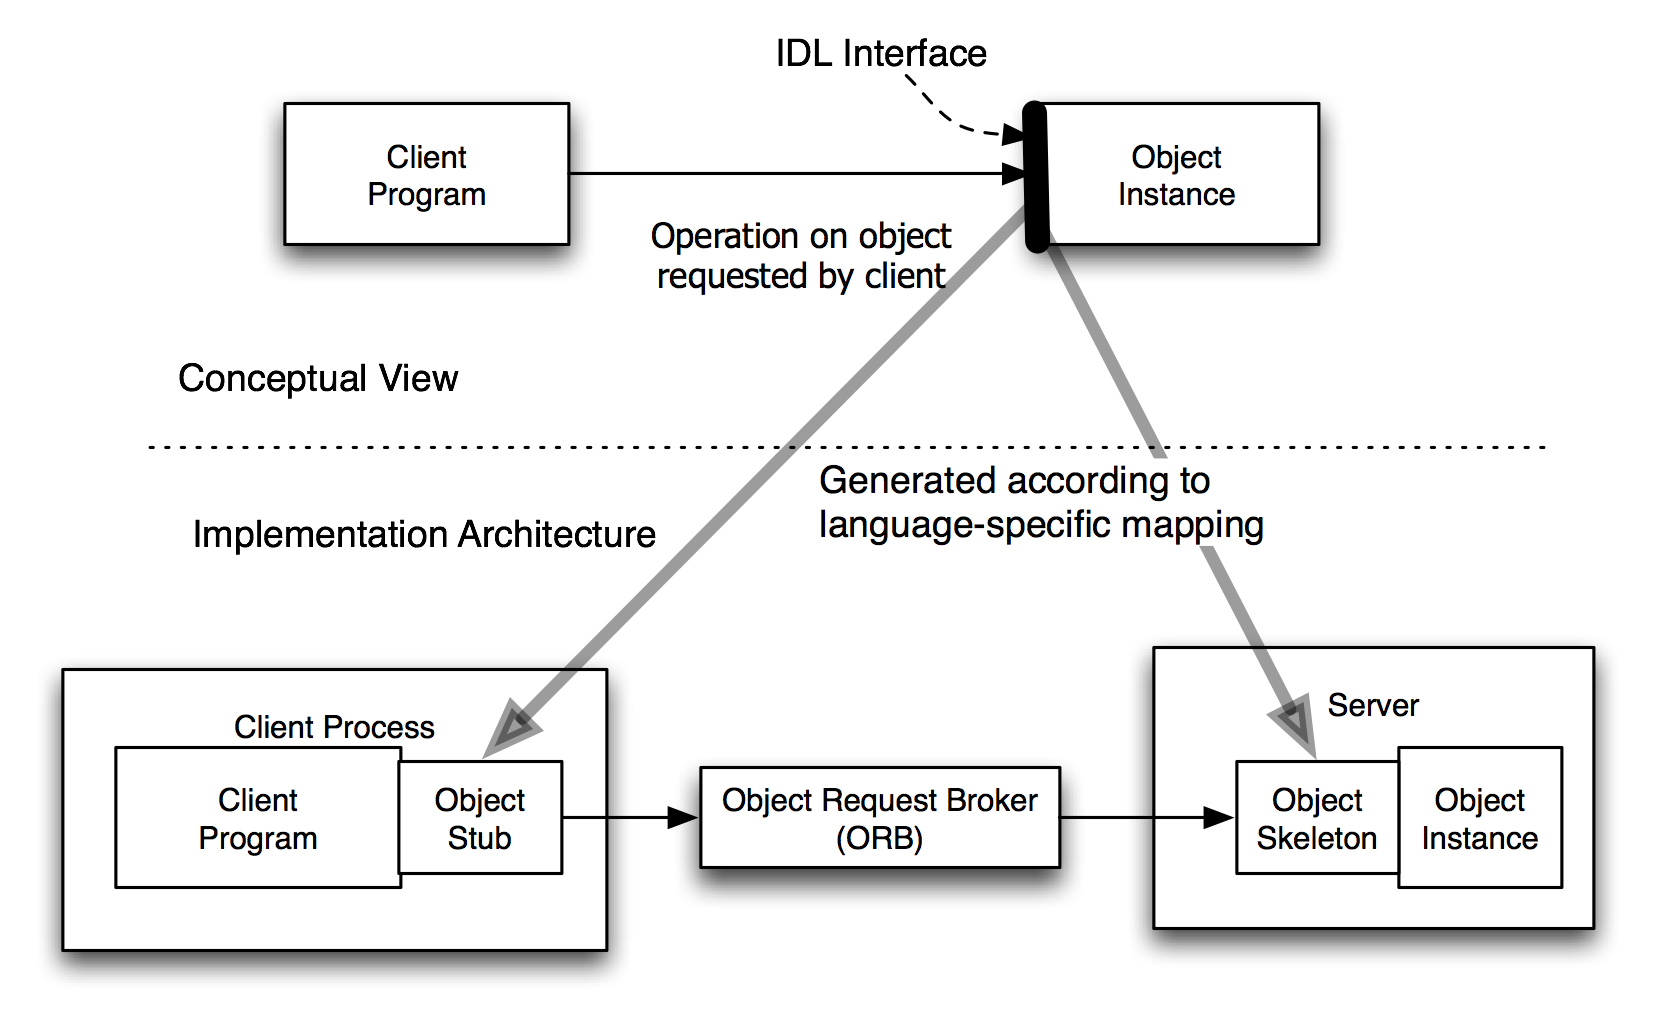 IDL Interface
Client
Program
Object
Instance
Operation on object
requested by client
Conceptual View
Generated according to
language-specific mapping
Implementation Architecture
Client Process
Client
Program
Object
Stub
Object Request Broker
(ORB)
Server
Object
Skeleton
Object
Instance